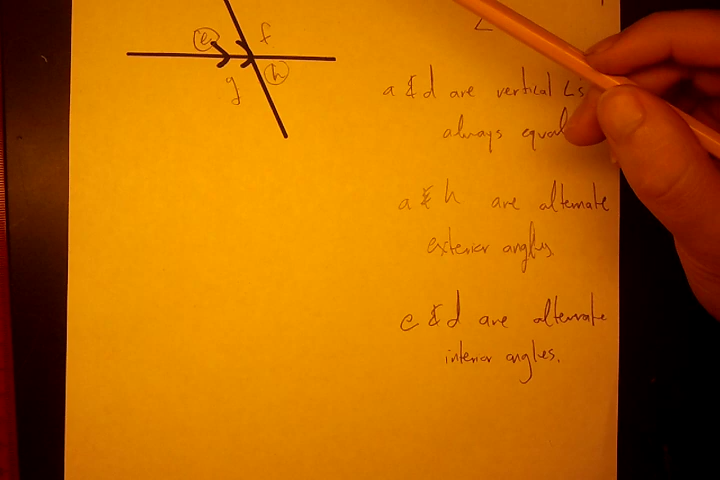 ∠
e
f
g
h
a & d are vertical ∠'s
always equal
a & h are alternate
exterior angles
e & d are alternate
interior angles.